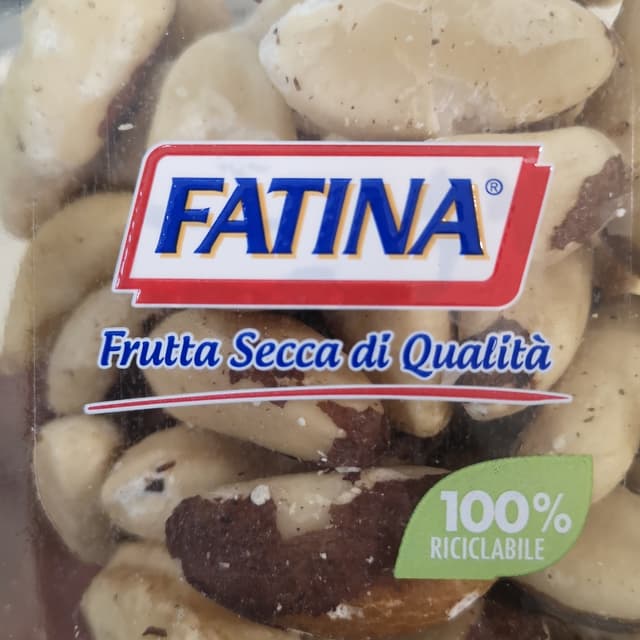 FATINA®
Frutta Secca di Qualità
100%
RICICLABILE